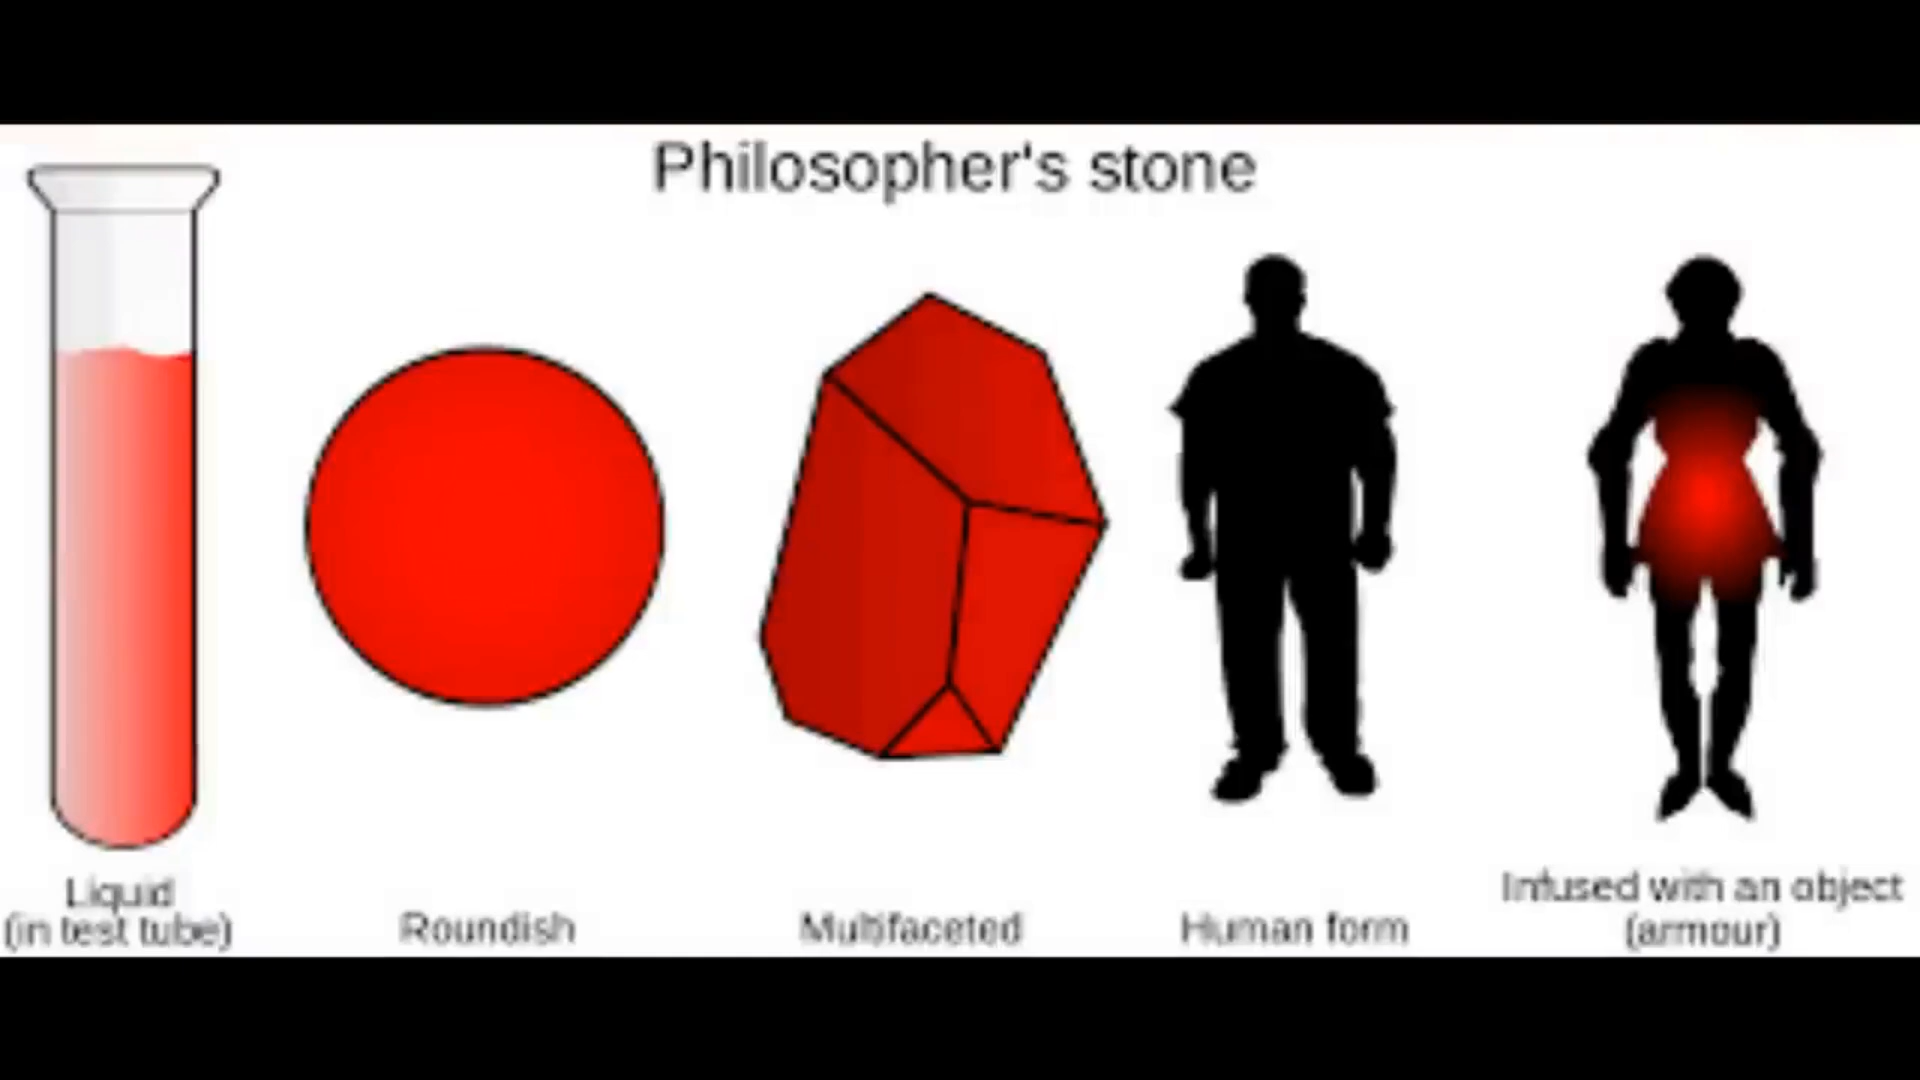 Philosopher's stone
Liquid
(in test tube)
Roundish
Multifaceted
Human form
Infused with an object
(armour)